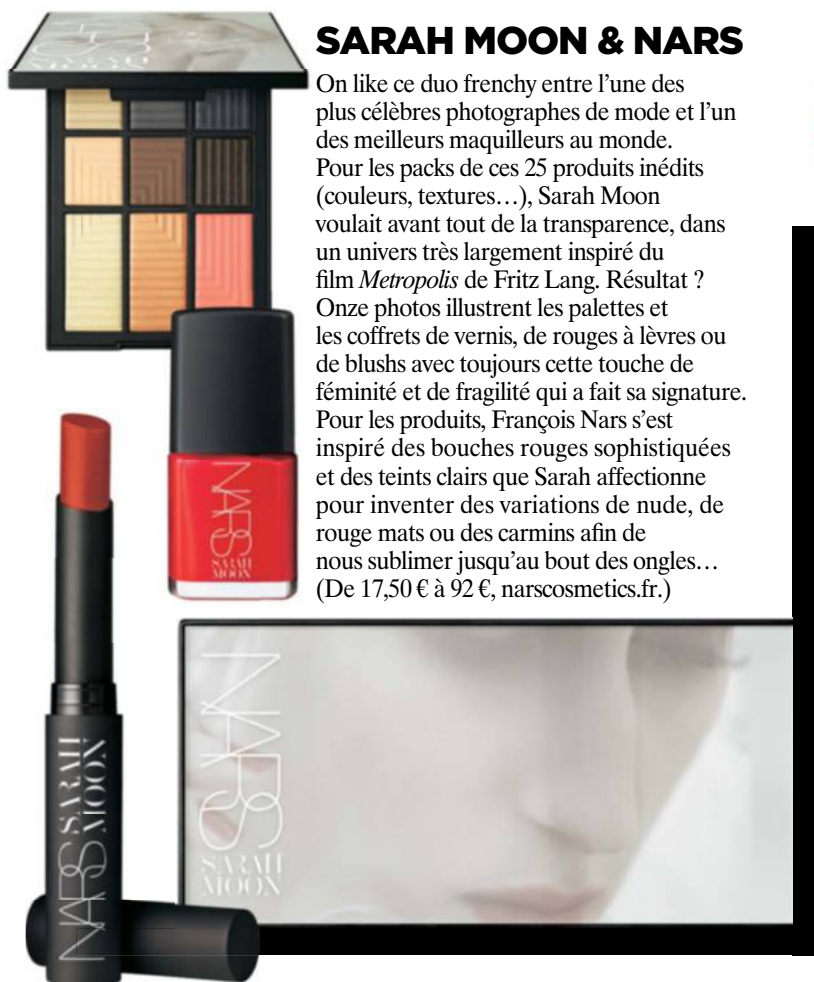 SARAH MOON & NARS
On like ce duo frenchy entre l'une des
plus célèbres photographes de mode et l'un
des meilleurs maquilleurs au monde.
Pour les packs de ces 25 produits inédits
(couleurs, textures…), Sarah Moon
voulait avant tout de la transparence, dans
un univers très largement inspiré du
film Metropolis de Fritz Lang. Résultat ?
Onze photos illustrent les palettes et
les coffrets de vernis, de rouges à lèvres ou
de blushs avec toujours cette touche de
féminité et de fragilité qui a fait sa signature.
Pour les produits, François Nars s'est
inspiré des bouches rouges sophistiquées
et des teints clairs que Sarah affectionne
pour inventer des variations de nude, de
rouge mats ou des carmins afin de
nous sublimer jusqu'au bout des ongles…
(De 17,50 € à 92 €, narscosmetics.fr.)
NARS
SARAH
MOON
NARS
SARAH
MOON
NARS SARAH
MOON
NARS
SARAH
MOON